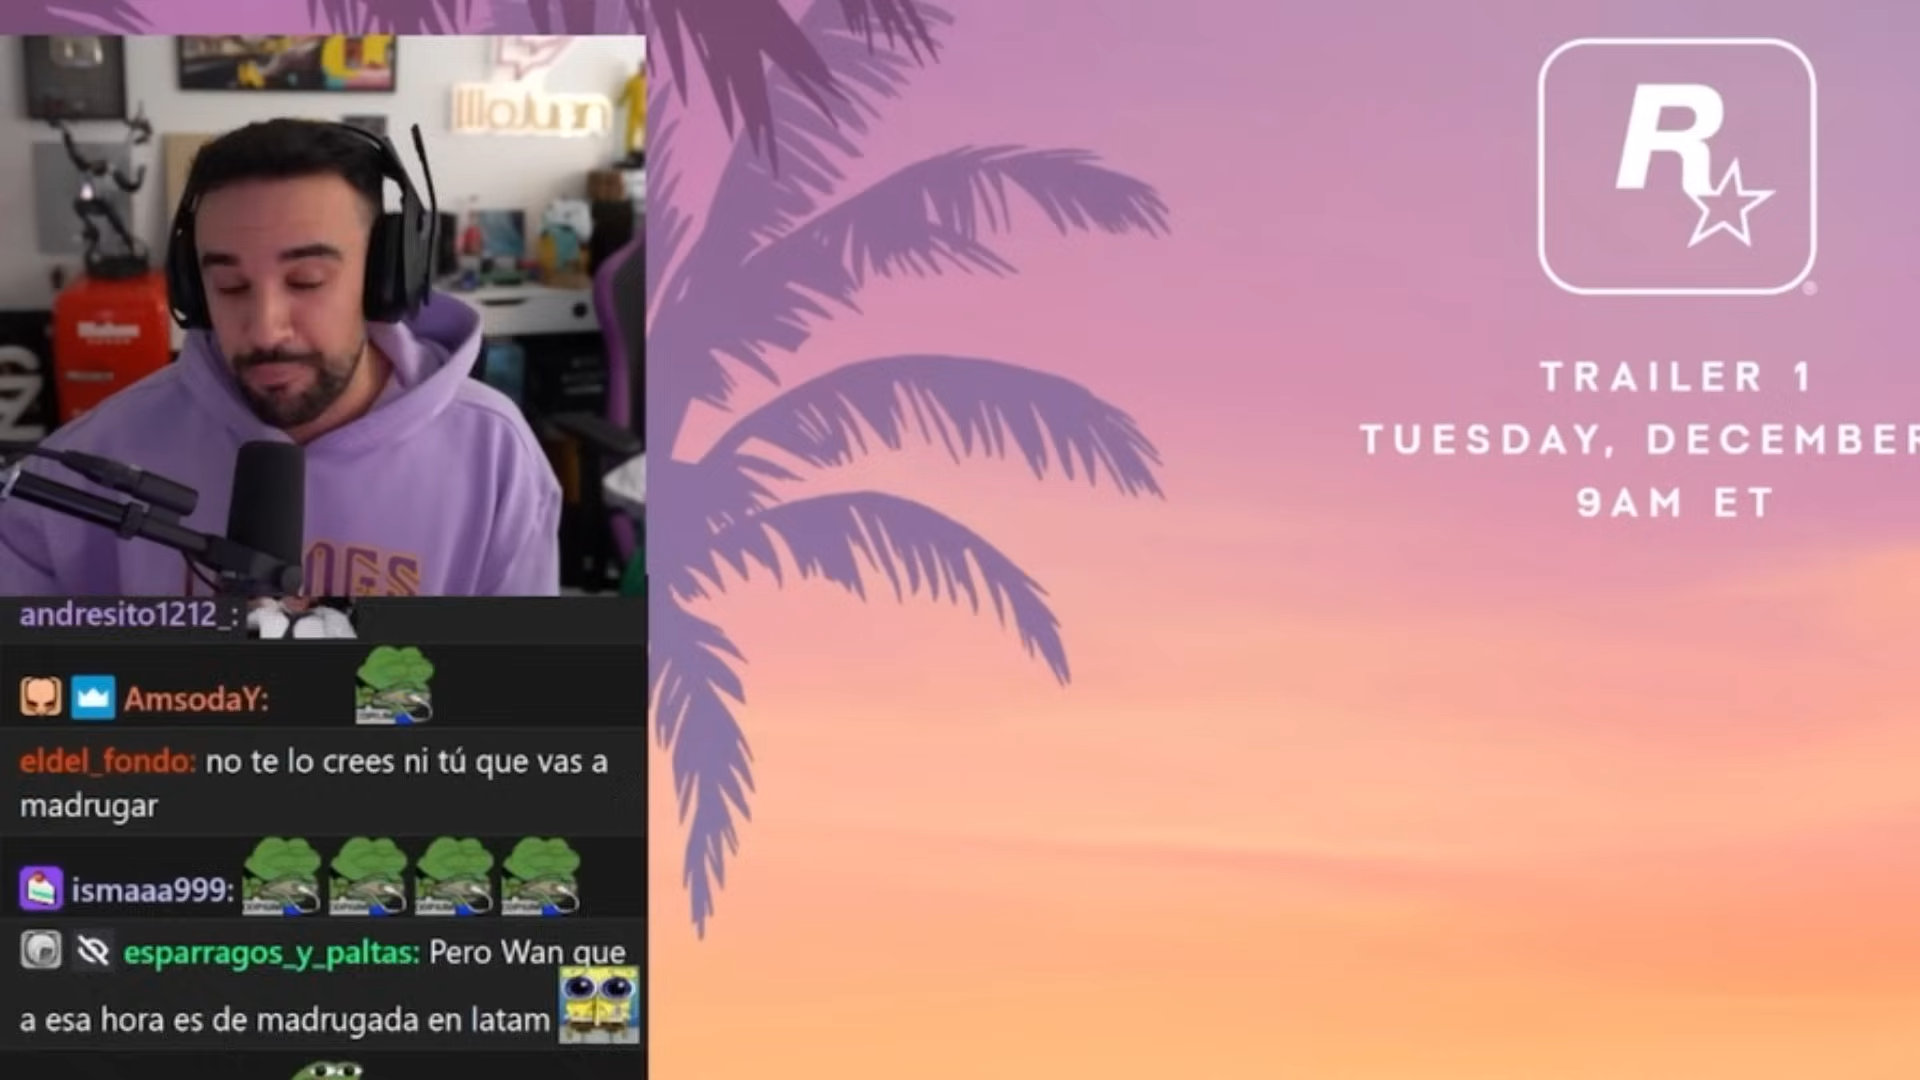 R
®
TRAILER 1
TUESDAY, DECEMBER
9AM ET
andresito1212_:
AmsodaY:
eldel_fondo: no te lo crees ni tú que vas a
madrugar
ismaaa999:
esparragos_y_paltas: Pero Wan que
a esa hora es de madrugada en latam